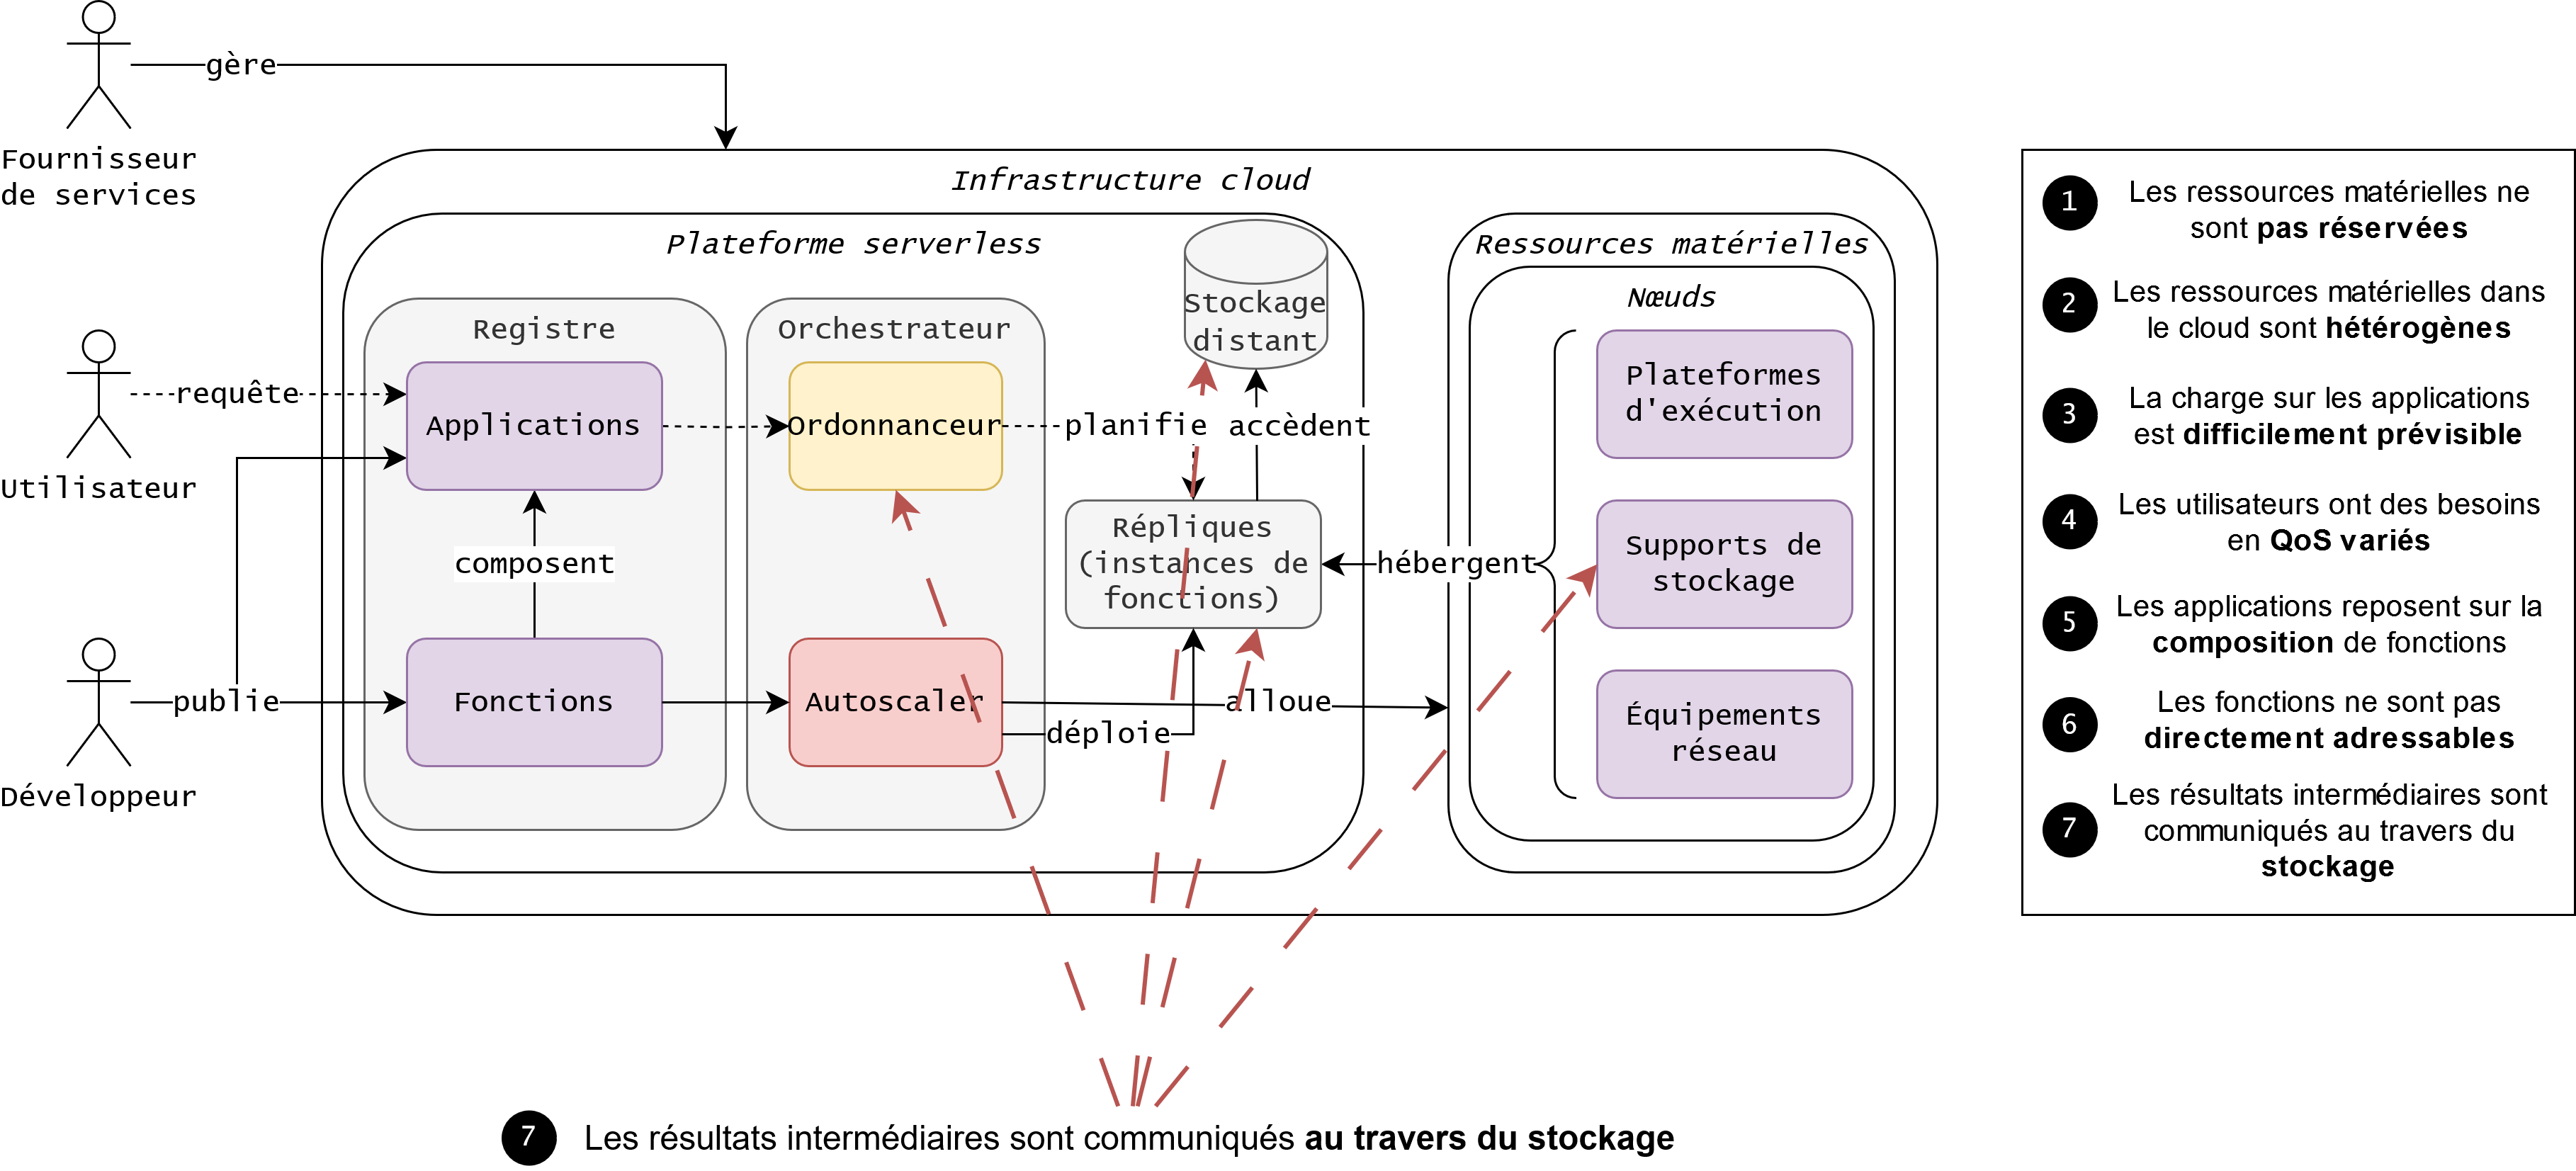 gère
Fournisseur
de services
Infrastructure cloud
Plateforme serverless
Ressources matérielles
Nœuds
Stockage
distant
Registre
Orchestrateur
Utilisateur
requête
Applications
Ordonnanceur
planifie
accèdent
Plateformes
d'exécution
composent
Répliques
(instances de
fonctions)
hébergent
Supports de
stockage
Développeur
publie
Fonctions
Autoscaler
alloue
déploie
Équipements
réseau
1
Les ressources matérielles ne
sont pas réservées
2
Les ressources matérielles dans
le cloud sont hétérogènes
3
La charge sur les applications
est difficilement prévisible
4
Les utilisateurs ont des besoins
en QoS variés
5
Les applications reposent sur la
composition de fonctions
6
Les fonctions ne sont pas
directement adressables
7
Les résultats intermédiaires sont
communiqués au travers du
stockage
7 Les résultats intermédiaires sont communiqués au travers du stockage